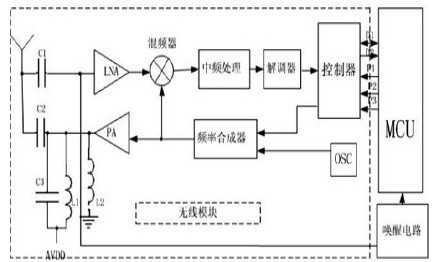 C1
LNA
混频器
中频处理
解调器
控制器
P1
P2
P3
MCU
C2
PA
频率合成器
OSC
C3
L1
L2
AVDD
无线模块
唤醒电路